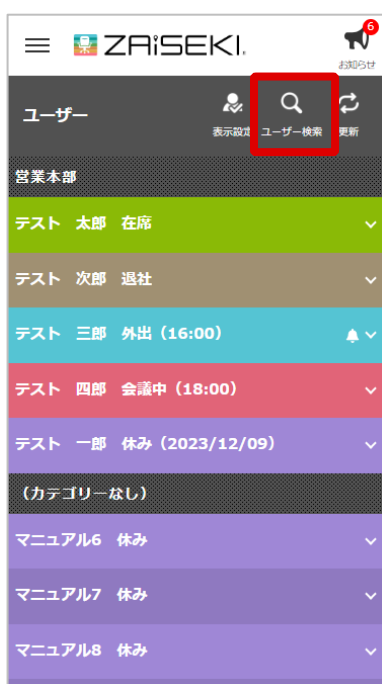 ZAiSEKI.
6
お知らせ
ユーザー
表示設定 ユーザー検索 更新
営業本部
テスト　太郎　在席
テスト　次郎　退社
テスト　三郎　外出（16:00）
テスト　四郎　会議中（18:00）
テスト　一郎　休み（2023/12/09）
（カテゴリーなし）
マニュアル6　休み
マニュアル7　休み
マニュアル8　休み